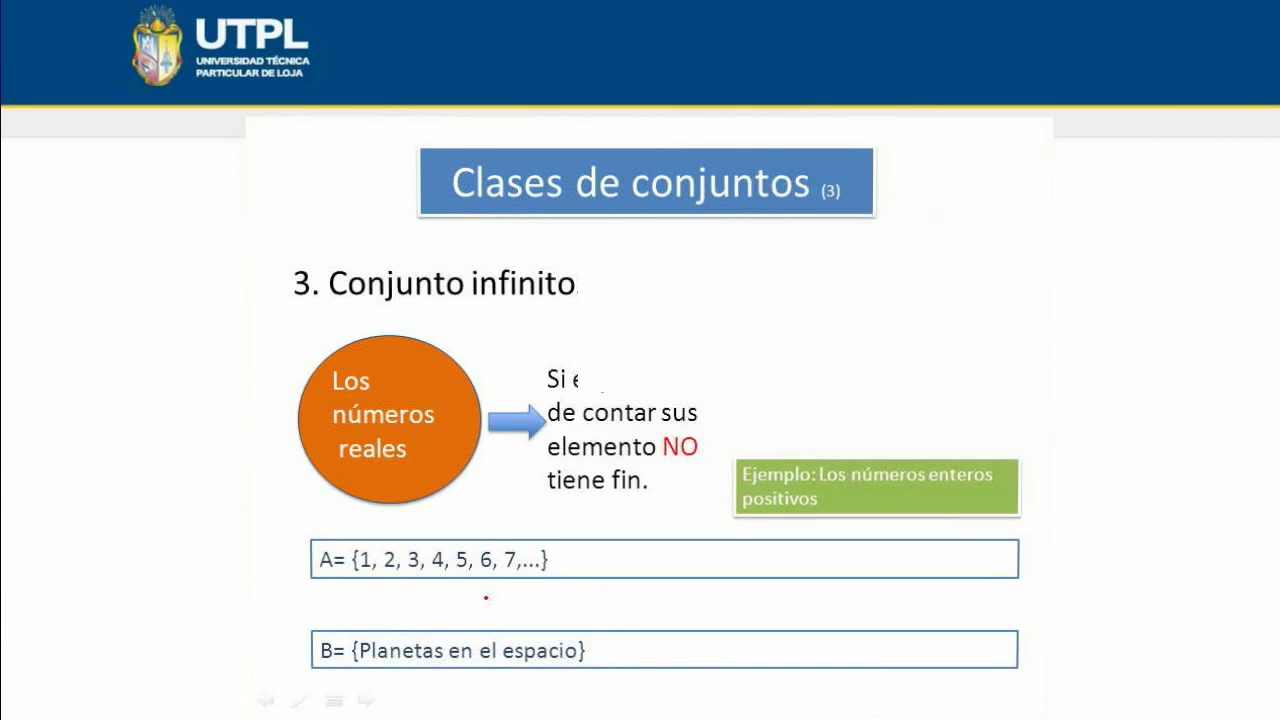 UTPL
UNIVERSIDAD TÉCNICA
PARTICULAR DE LOJA
Clases de conjuntos (3)
3. Conjunto infinito.
Los
números
reales
Si
de contar sus
elemento NO
tiene fin.
Ejemplo: Los números enteros
positivos
A= {1, 2, 3, 4, 5, 6, 7,...}
B= {Planetas en el espacio}